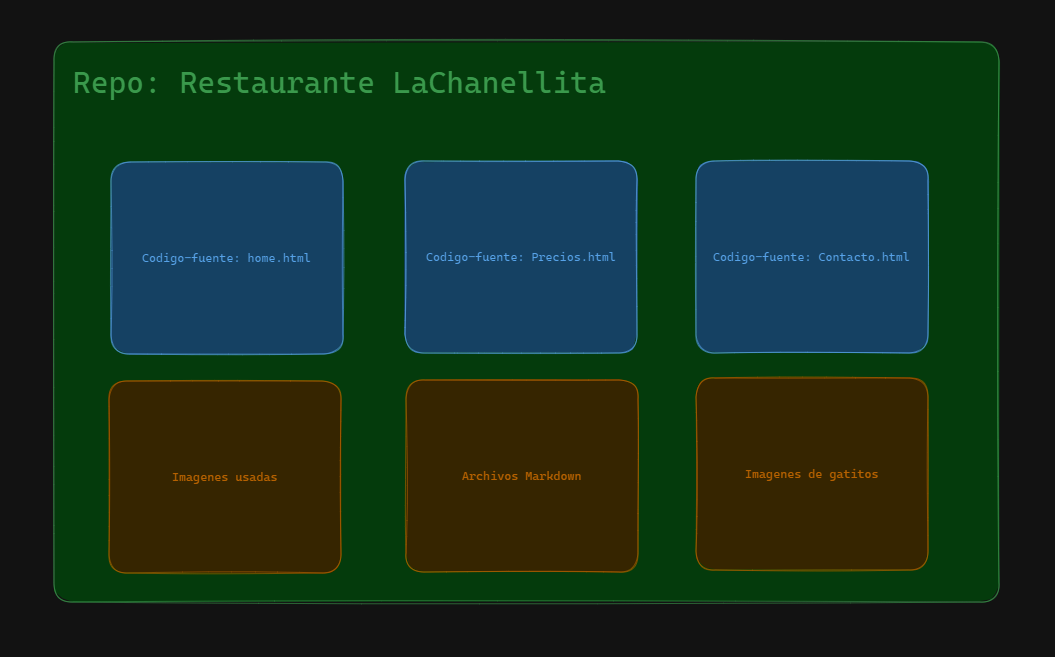 Repo: Restaurante LaChanellita
Codigo-fuente: home.html
Codigo-fuente: Precios.html
Codigo-fuente: Contacto.html
Imagenes usadas
Archivos Markdown
Imagenes de gatitos